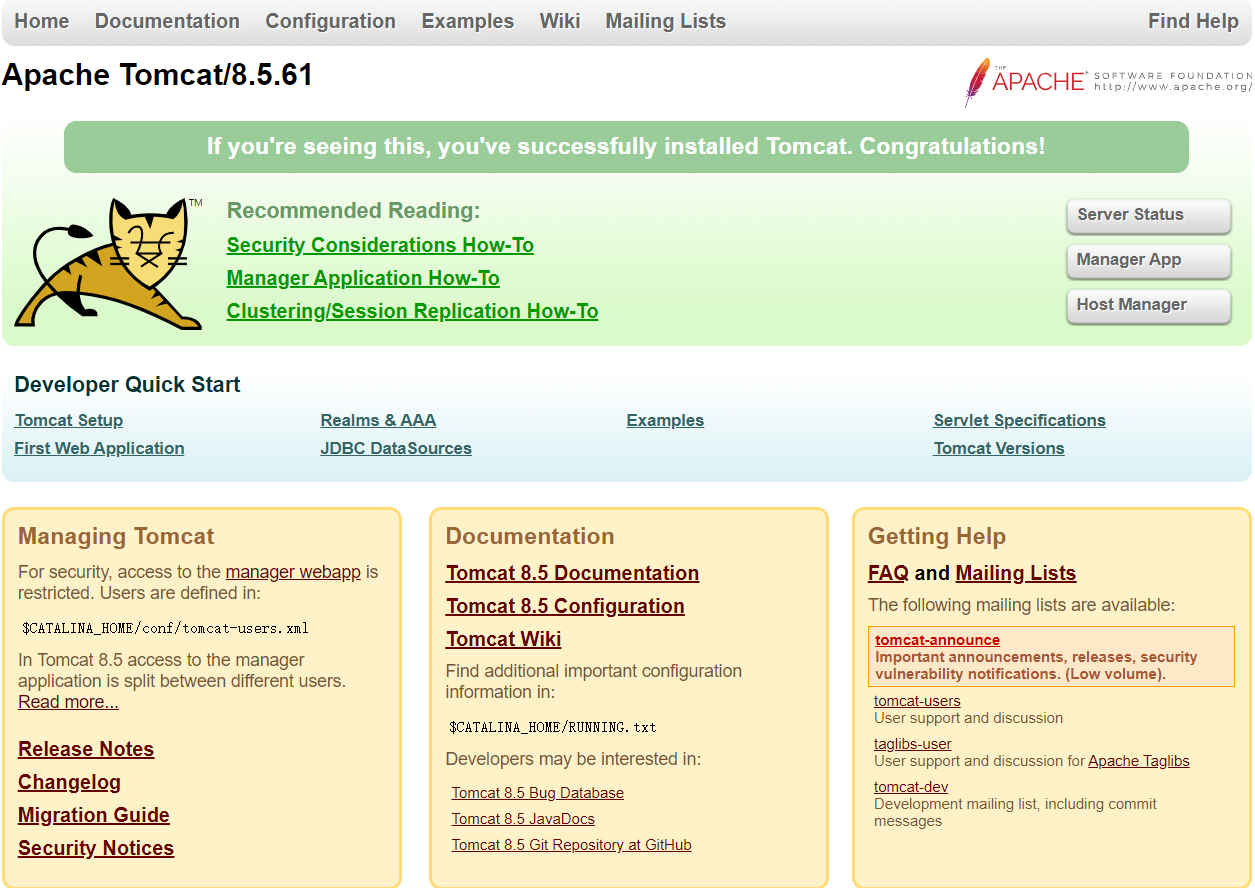 Home Documentation Configuration Examples Wiki Mailing Lists Find Help
Apache Tomcat/8.5.61
THE
APACHE SOFTWARE FOUNDATION
http://www.apache.org/
If you're seeing this, you've successfully installed Tomcat. Congratulations!
TM
Recommended Reading:
Security Considerations How-To
Manager Application How-To
Clustering/Session Replication How-To
Server Status
Manager App
Host Manager
Developer Quick Start
Tomcat Setup
First Web Application
Realms & AAA
JDBC DataSources
Examples
Servlet Specifications
Tomcat Versions
Managing Tomcat
For security, access to the manager webapp is
restricted. Users are defined in:
$CATALINA_HOME/conf/tomcat-users.xml
In Tomcat 8.5 access to the manager
application is split between different users.
Read more...
Release Notes
Changelog
Migration Guide
Security Notices
Documentation
Tomcat 8.5 Documentation
Tomcat 8.5 Configuration
Tomcat Wiki
Find additional important configuration
information in:
$CATALINA_HOME/RUNNING.txt
Developers may be interested in:
Tomcat 8.5 Bug Database
Tomcat 8.5 JavaDocs
Tomcat 8.5 Git Repository at GitHub
Getting Help
FAQ and Mailing Lists
The following mailing lists are available:
tomcat-announce
Important announcements, releases, security
vulnerability notifications. (Low volume).
tomcat-users
User support and discussion
taglibs-user
User support and discussion for Apache Taglibs
tomcat-dev
Development mailing list, including commit
messages